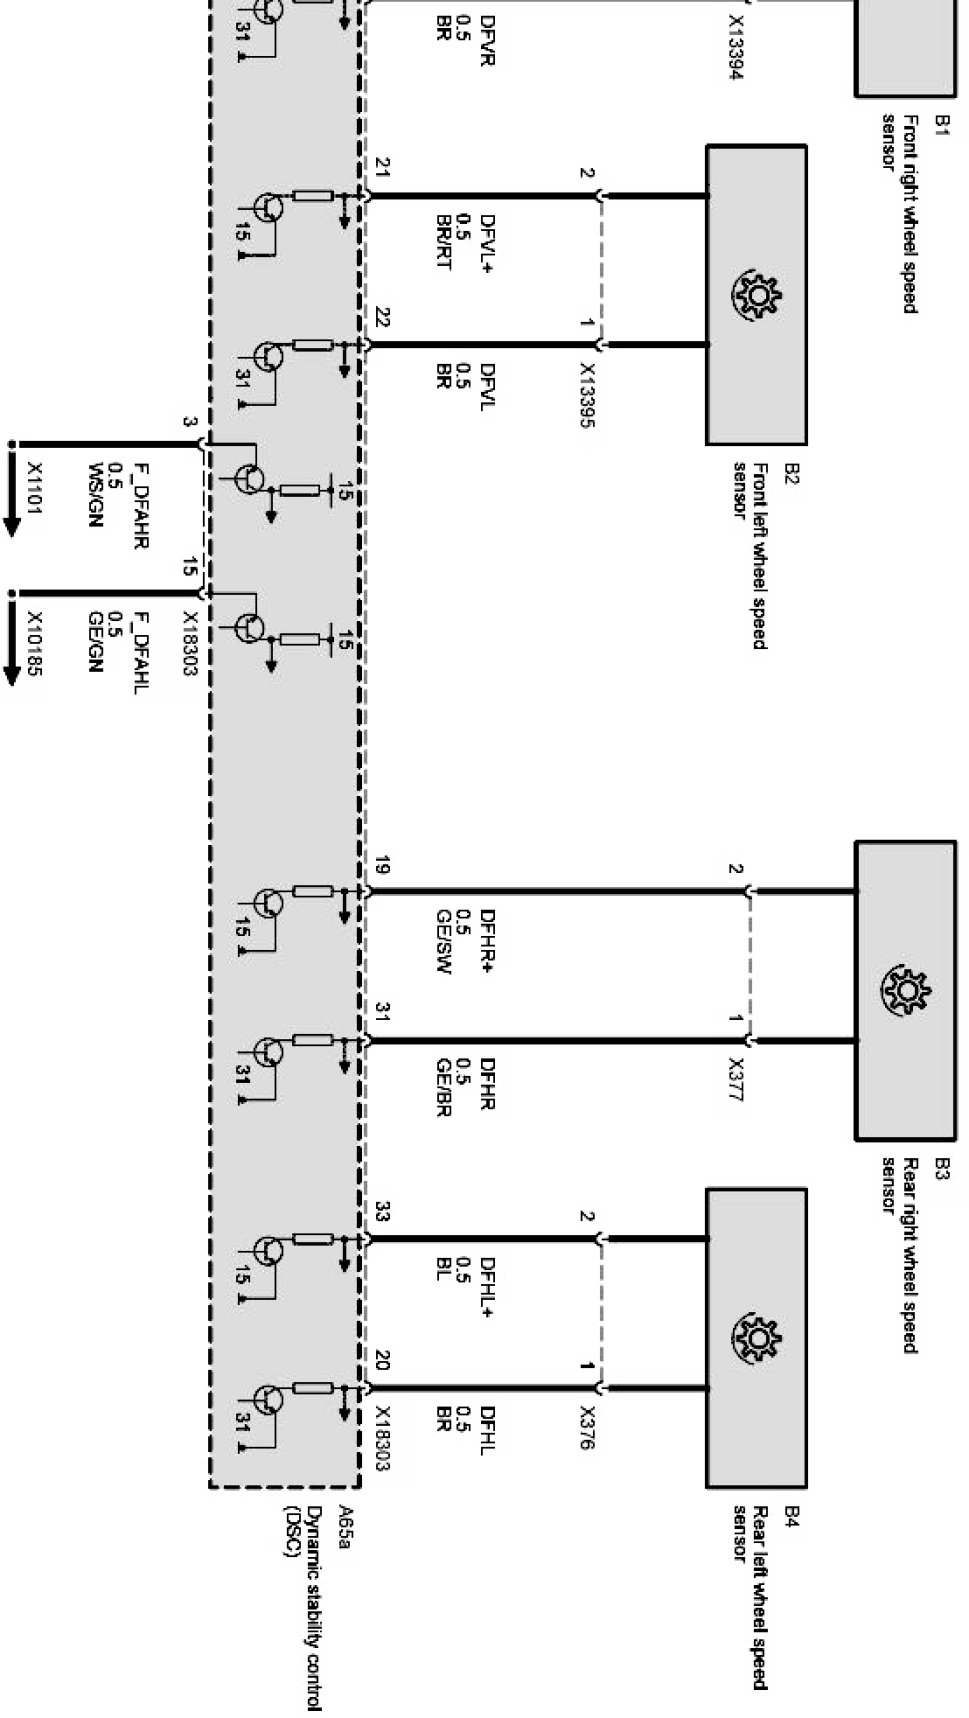 B1
Front right wheel speed
sensor
X13394
DFVR
0.5
BR
31
B2
Front left wheel speed
sensor
2
1
X13395
21
DFVL+
0.5
BR/RT
22
DFVL
0.5
BR
15
31
15
15
3
F_DFAHR
0.5
WS/GN
X1101
15
X18303
F_DFAHL
0.5
GE/GN
X10185
B3
Rear right wheel speed
sensor
2
1
X377
19
DFHR+
0.5
GE/SW
31
DFHR
0.5
GE/BR
15
31
B4
Rear left wheel speed
sensor
2
1
X376
33
DFHL+
0.5
BL
20
DFHL
0.5
BR
X18303
15
31
A65a
Dynamic stability control
(DSC)